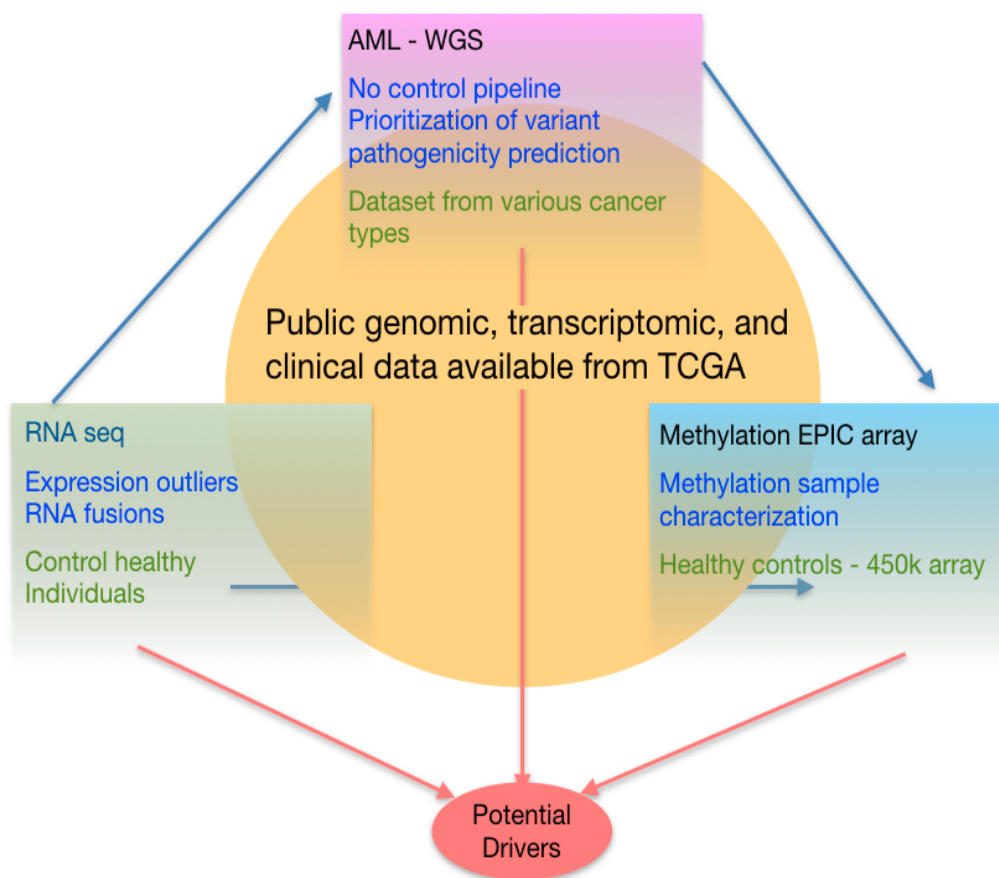 AML - WGS
No control pipeline
Prioritization of variant
pathogenicity prediction
Dataset from various cancer
types
Public genomic, transcriptomic, and
clinical data available from TCGA
RNA seq
Expression outliers
RNA fusions
Control healthy
Individuals
Methylation EPIC array
Methylation sample
characterization
Healthy controls - 450k array
Potential
Drivers